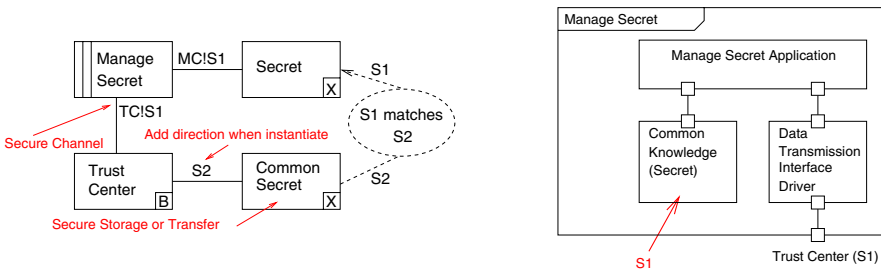 Manage
Secret
MC!S1
Secret
X
S1
TC!S1
S1 matches
S2
Secure Channel
Add direction when instantiate
Trust
Center
B
S2
Common
Secret
X
S2
Secure Storage or Transfer
Manage Secret
Manage Secret Application
Common
Knowledge
(Secret)
Data
Transmission
Interface
Driver
S1
Trust Center (S1)